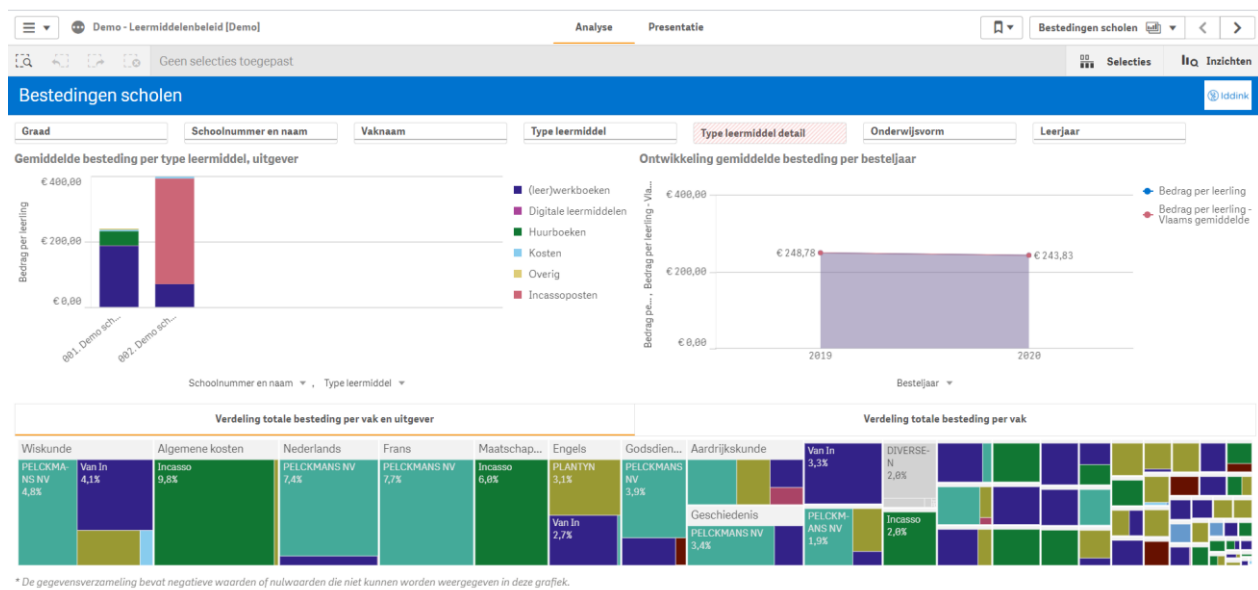 Demo - Leermiddelenbeleid [Demo]
Analyse
Presentatie
Bestedingen scholen
Geen selecties toegepast
Selecties
Inzichten
Bestedingen scholen
Iddink
Graad
Schoolnummer en naam
Vaknaam
Type leermiddel
Type leermiddel detail
Onderwijsvorm
Leerjaar
Gemiddelde besteding per type leermiddel, uitgever
Bedrag per leerling
€ 400,00
€ 200,00
€ 0,00
001. Demo sch...
002. Demo sch...
(leer)werkboeken
Digitale leermiddelen
Huurboeken
Kosten
Overig
Incassoposten
Schoolnummer en naam , Type leermiddel
Ontwikkeling gemiddelde besteding per besteljaar
Bedrag pe... , Bedrag per leerling - Vla...
€ 400,00
€ 200,00
€ 0,00
€ 248,78
€ 243,83
2019
2020
Bedrag per leerling
Bedrag per leerling -
Vlaams gemiddelde
Besteljaar
Verdeling totale besteding per vak en uitgever
Verdeling totale besteding per vak
Wiskunde
PELCKMA-
NS NV
4,8%
Van In
4,1%
Algemene kosten
Incasso
9,8%
Nederlands
PELCKMANS NV
7,4%
Frans
PELCKMANS NV
7,7%
Maatschap...
Incasso
6,0%
Engels
PLANTYN
3,1%
Van In
2,7%
Godsdien...
PELCKMANS
NV
3,9%
Aardrijkskunde
Geschiedenis
PELCKMANS NV
3,4%
Van In
3,3%
PELCKM-
ANS NV
1,9%
DIVERSE-
N
2,0%
Incasso
2,0%
* De gegevensverzameling bevat negatieve waarden of nulwaarden die niet kunnen worden weergegeven in deze grafiek.